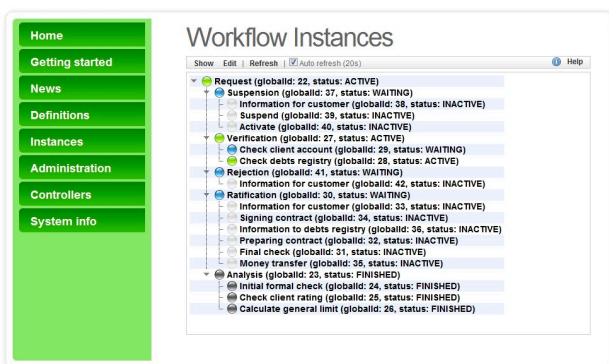 Home
Getting started
News
Definitions
Instances
Administration
Controllers
System info
Workflow Instances
Show Edit | Refresh | Auto refresh (20s) Help
Request (globalId: 22, status: ACTIVE)
Suspension (globalId: 37, status: WAITING)
Information for customer (globalId: 38, status: INACTIVE)
Suspend (globalId: 39, status: INACTIVE)
Activate (globalId: 40, status: INACTIVE)
Verification (globalId: 27, status: ACTIVE)
Check client account (globalId: 29, status: WAITING)
Check debts registry (globalId: 28, status: ACTIVE)
Rejection (globalId: 41, status: WAITING)
Information for customer (globalId: 42, status: INACTIVE)
Ratification (globalId: 30, status: WAITING)
Information for customer (globalId: 33, status: INACTIVE)
Signing contract (globalId: 34, status: INACTIVE)
Information to debts registry (globalId: 36, status: INACTIVE)
Preparing contract (globalId: 32, status: INACTIVE)
Final check (globalId: 31, status: INACTIVE)
Money transfer (globalId: 35, status: INACTIVE)
Analysis (globalId: 23, status: FINISHED)
Initial formal check (globalId: 24, status: FINISHED)
Check client rating (globalId: 25, status: FINISHED)
Calculate general limit (globalId: 26, status: FINISHED)